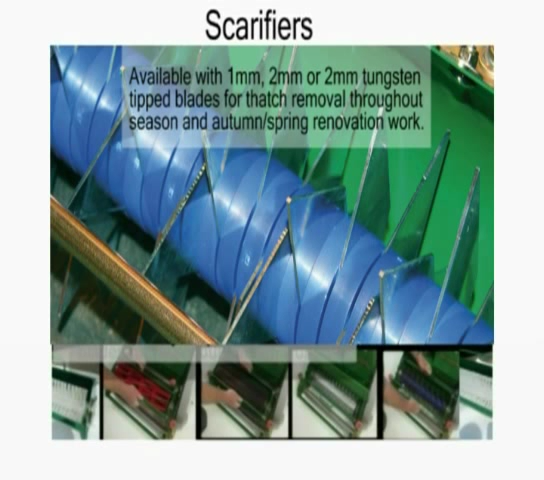 Scarifiers
Available with 1mm, 2mm or 2mm tungsten
tipped blades for thatch removal throughout
season and autumn/spring renovation work.